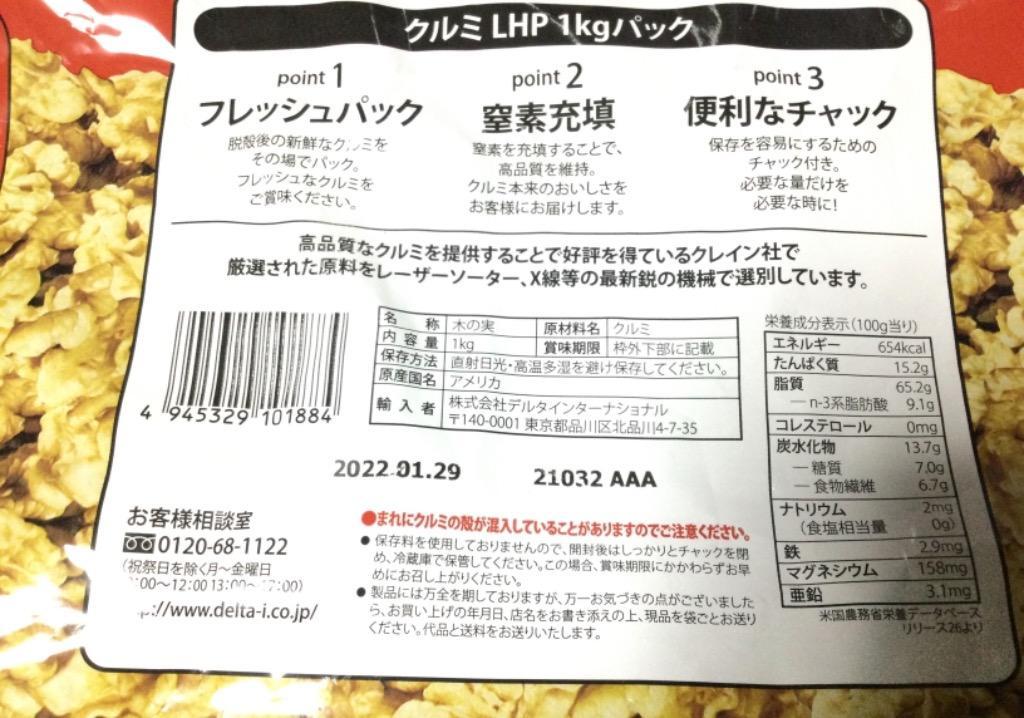 クルミ LHP 1kgパック
point 1
フレッシュパック
脱殻後の新鮮なクルミを
その場でパック。
フレッシュなクルミを
ご賞味ください。
point 2
窒素充填
窒素を充填することで、
高品質を維持。
クルミ本来のおいしさを
お客様にお届けします。
point 3
便利なチャック
保存を容易にするための
チャック付き。
必要な量だけを
必要な時に!
高品質なクルミを提供することで好評を得ているクレイン社で
厳選された原料をレーザーソーター、X線等の最新鋭の機械で選別しています。
4 945329 101884
名称 木の実 原材料名 クルミ
内容量 1kg 賞味期限 枠外下部に記載
保存方法 直射日光・高温多湿を避け保存してください。
原産国名 アメリカ
輸入者 株式会社デルタインターナショナル
〒140-0001 東京都品川区北品川4-7-35
栄養成分表示(100g当り)
エネルギー 654kcal
たんぱく質 15.2g
脂質 65.2g
— n-3系脂肪酸 9.1g
コレステロール 0mg
炭水化物 13.7g
— 糖質 7.0g
— 食物繊維 6.7g
ナトリウム 2mg
(食塩相当量 0g)
鉄 2.9mg
マグネシウム 158mg
亜鉛 3.1mg
米国農務省栄養データベース
リリース26より
2022.01.29 21032 AAA
お客様相談室
0120-68-1122
(祝祭日を除く月～金曜日
:00～12:00 13:00～17:00)
://www.delta-i.co.jp/
●まれにクルミの殻が混入していることがありますのでご注意ください。
● 保存料を使用しておりませんので、開封後はしっかりとチャックを閉
め、冷蔵庫で保管してください。この場合、賞味期限にかかわらずお早
めにお召し上がりください。
● 製品には万全を期しておりますが、万一お気づきの点がございました
ら、お買い上げの年月日、店名をお書き添えの上、現品を袋ごとお送り
ください。代品と送料をお送りいたします。